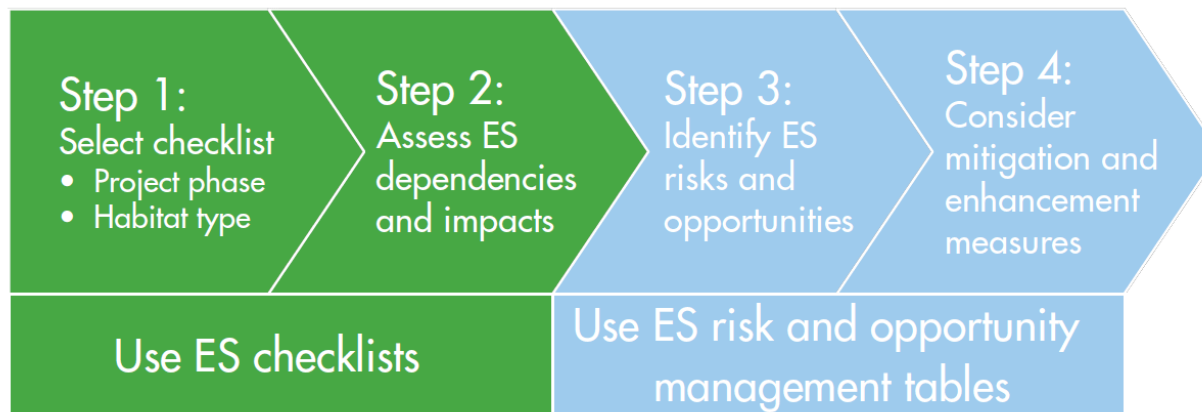 Step 1:
Select checklist
• Project phase
• Habitat type
Step 2:
Assess ES
dependencies
and impacts
Step 3:
Identify ES
risks and
opportunities
Step 4:
Consider
mitigation and
enhancement
measures
Use ES checklists
Use ES risk and opportunity
management tables